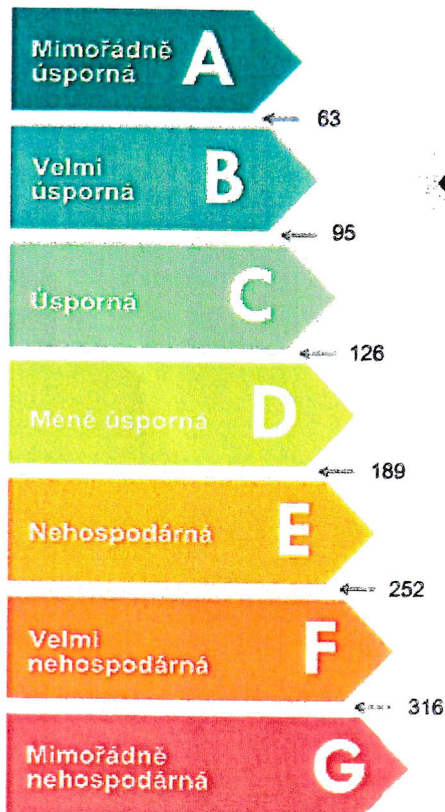 Mimořádně
úsporná
A
63
Velmi
úsporná
B
95
Úsporná
C
126
Méně úsporná
D
189
Nehospodárná
E
252
Velmi
nehospodárná
F
316
Mimořádně
nehospodárná
G